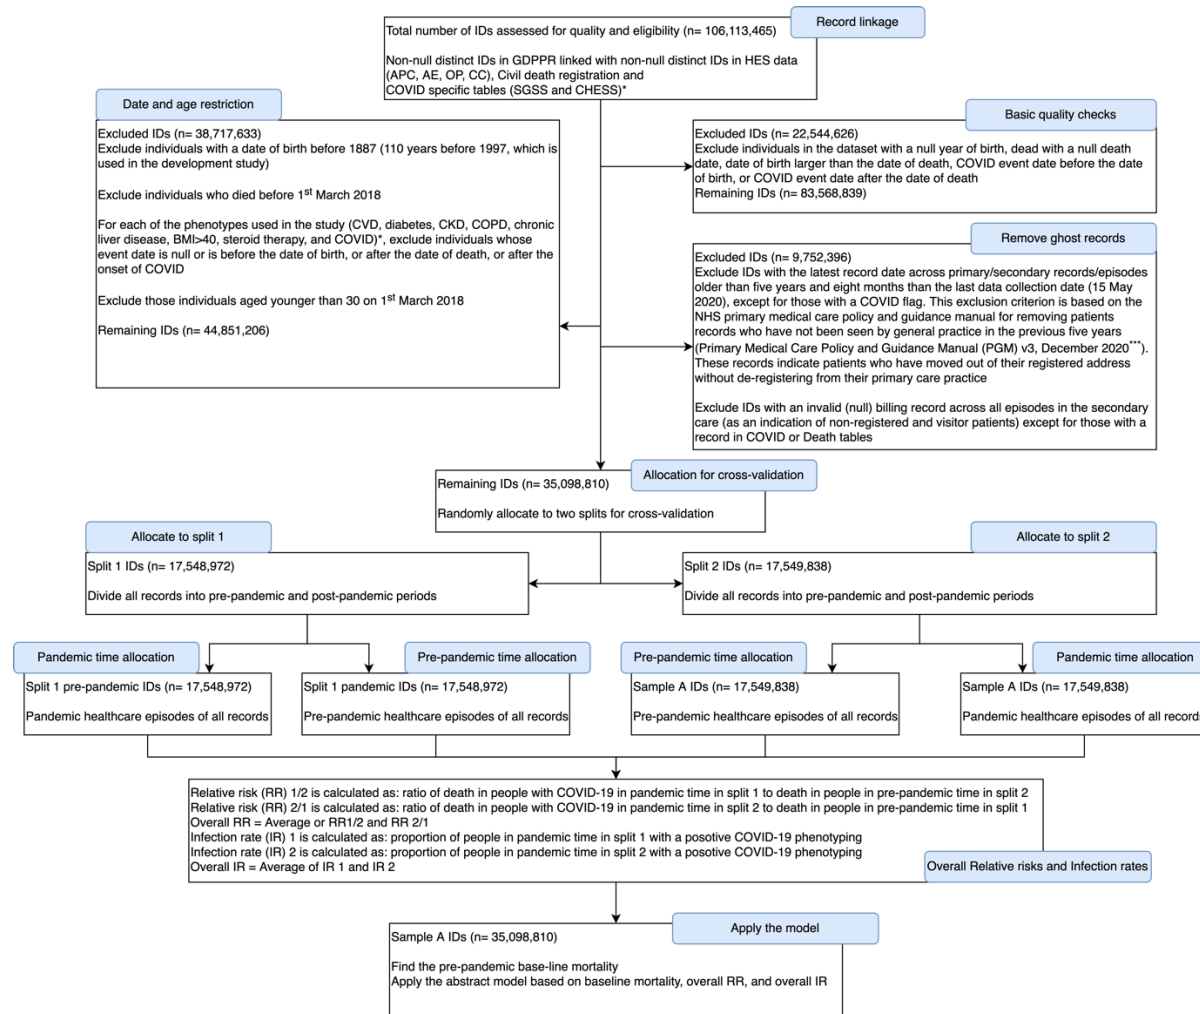 Record linkage
Total number of IDs assessed for quality and eligibility (n= 106,113,465)
Non-null distinct IDs in GDPPR linked with non-null distinct IDs in HES data
(APC, AE, OP, CC), Civil death registration and
COVID specific tables (SGSS and CHESS)*
Date and age restriction
Excluded IDs (n= 38,717,633)
Exclude individuals with a date of birth before 1887 (110 years before 1997, which is
used in the development study)
Exclude individuals who died before 1st March 2018
For each of the phenotypes used in the study (CVD, diabetes, CKD, COPD, chronic
liver disease, BMI>40, steroid therapy, and COVID)*, exclude individuals whose
event date is null or is before the date of birth, or after the date of death, or after the
onset of COVID
Exclude those individuals aged younger than 30 on 1st March 2018
Remaining IDs (n= 44,851,206)
Basic quality checks
Excluded IDs (n= 22,544,626)
Exclude individuals in the dataset with a null year of birth, dead with a null death
date, date of birth larger than the date of death, COVID event date before the date
of birth, or COVID event date after the date of death
Remaining IDs (n= 83,568,839)
Remove ghost records
Excluded IDs (n= 9,752,396)
Exclude IDs with the latest record date across primary/secondary records/episodes
older than five years and eight months than the last data collection date (15 May
2020), except for those with a COVID flag. This exclusion criterion is based on the
NHS primary medical care policy and guidance manual for removing patients
records who have not been seen by general practice in the previous five years
(Primary Medical Care Policy and Guidance Manual (PGM) v3, December 2020***).
These records indicate patients who have moved out of their registered address
without de-registering from their primary care practice
Exclude IDs with an invalid (null) billing record across all episodes in the secondary
care (as an indication of non-registered and visitor patients) except for those with a
record in COVID or Death tables
Allocation for cross-validation
Remaining IDs (n= 35,098,810)
Randomly allocate to two splits for cross-validation
Allocate to split 1
Split 1 IDs (n= 17,548,972)
Divide all records into pre-pandemic and post-pandemic periods
Allocate to split 2
Split 2 IDs (n= 17,549,838)
Divide all records into pre-pandemic and post-pandemic periods
Pandemic time allocation
Split 1 pre-pandemic IDs (n= 17,548,972)
Pandemic healthcare episodes of all records
Pre-pandemic time allocation
Split 1 pandemic IDs (n= 17,548,972)
Pre-pandemic healthcare episodes of all records
Pre-pandemic time allocation
Sample A IDs (n= 17,549,838)
Pre-pandemic healthcare episodes of all records
Pandemic time allocation
Sample A IDs (n= 17,549,838)
Pandemic healthcare episodes of all records
Relative risk (RR) 1/2 is calculated as: ratio of death in people with COVID-19 in pandemic time in split 1 to death in people in pre-pandemic time in split 2
Relative risk (RR) 2/1 is calculated as: ratio of death in people with COVID-19 in pandemic time in split 2 to death in people in pre-pandemic time in split 1
Overall RR = Average or RR1/2 and RR 2/1
Infection rate (IR) 1 is calculated as: proportion of people in pandemic time in split 1 with a posotive COVID-19 phenotyping
Infection rate (IR) 2 is calculated as: proportion of people in pandemic time in split 2 with a posotive COVID-19 phenotyping
Overall IR = Average of IR 1 and IR 2
Overall Relative risks and Infection rates
Apply the model
Sample A IDs (n= 35,098,810)
Find the pre-pandemic base-line mortality
Apply the abstract model based on baseline mortality, overall RR, and overall IR